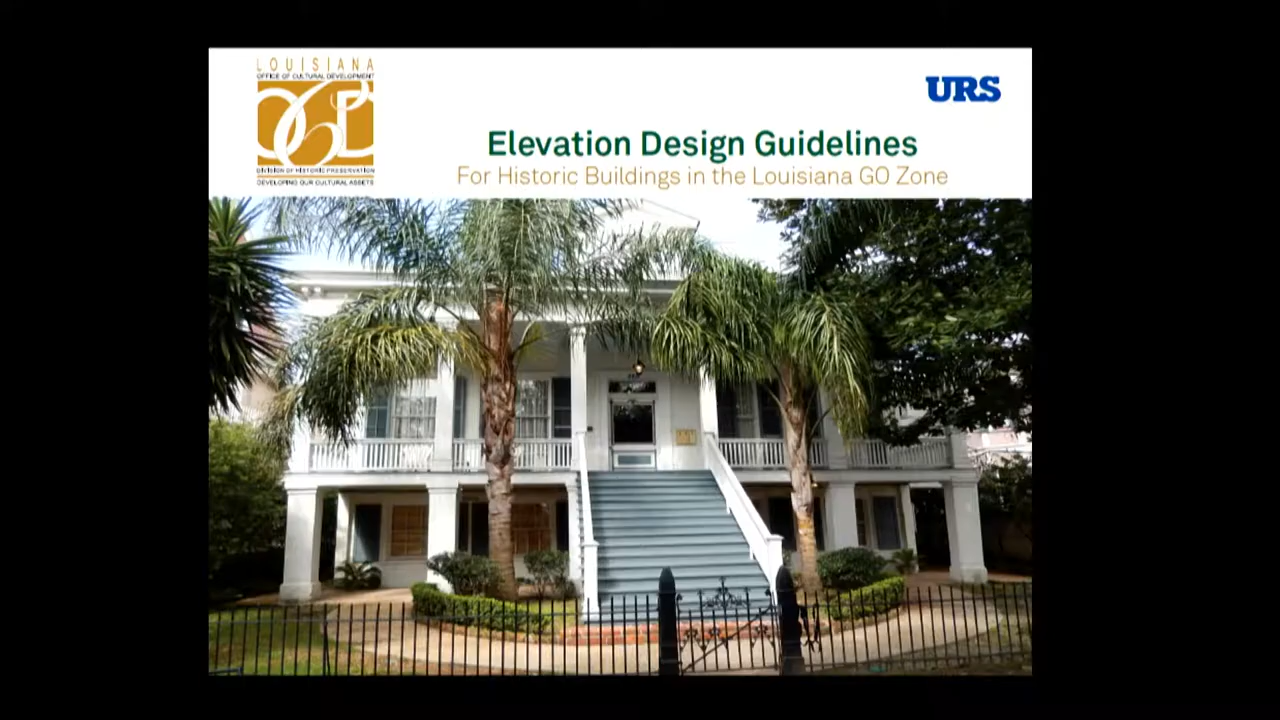 LOUISIANA
OFFICE OF CULTURAL DEVELOPMENT
OCD
DIVISION OF HISTORIC PRESERVATION
DEVELOPING OUR CULTURAL ASSETS
URS
Elevation Design Guidelines
For Historic Buildings in the Louisiana GO Zone